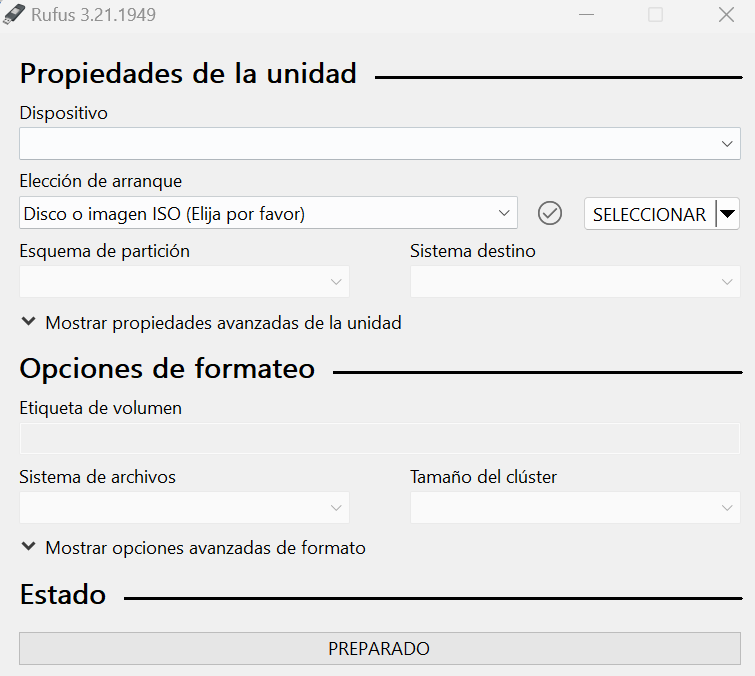 Rufus 3.21.1949
Propiedades de la unidad
Dispositivo
Elección de arranque
Disco o imagen ISO (Elija por favor)
SELECCIONAR
Esquema de partición
Sistema destino
Mostrar propiedades avanzadas de la unidad
Opciones de formateo
Etiqueta de volumen
Sistema de archivos
Tamaño del clúster
Mostrar opciones avanzadas de formato
Estado
PREPARADO